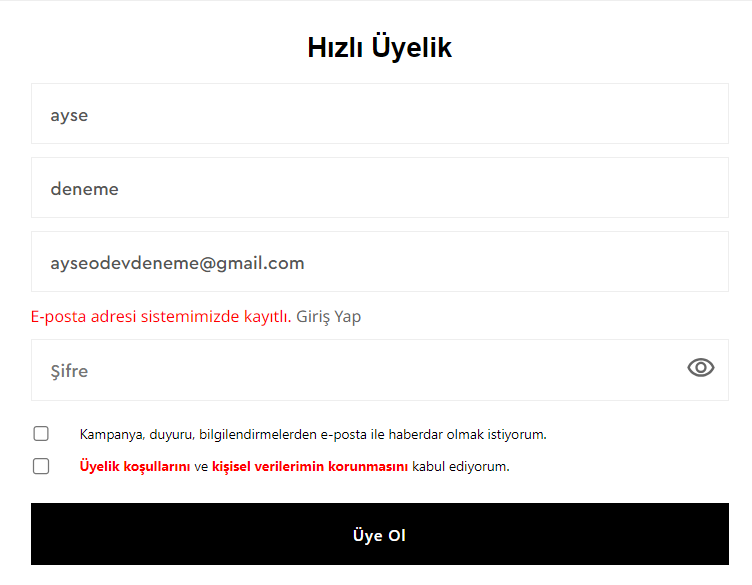 Hızlı Üyelik
ayse
deneme
ayseodevdeneme@gmail.com
E-posta adresi sistemimizde kayıtlı. Giriş Yap
Şifre
Kampanya, duyuru, bilgilendirmelerden e-posta ile haberdar olmak istiyorum.
Üyelik koşullarını ve kişisel verilerimin korunmasını kabul ediyorum.
Üye Ol